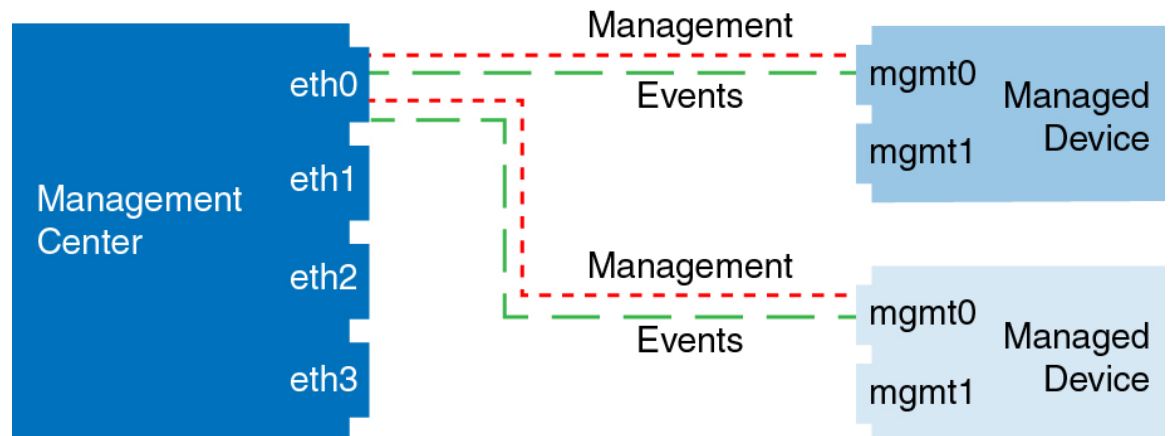 Management
Center
eth0
eth1
eth2
eth3
Management
Events
mgmt0
mgmt1
Managed
Device
Management
Events
mgmt0
mgmt1
Managed
Device